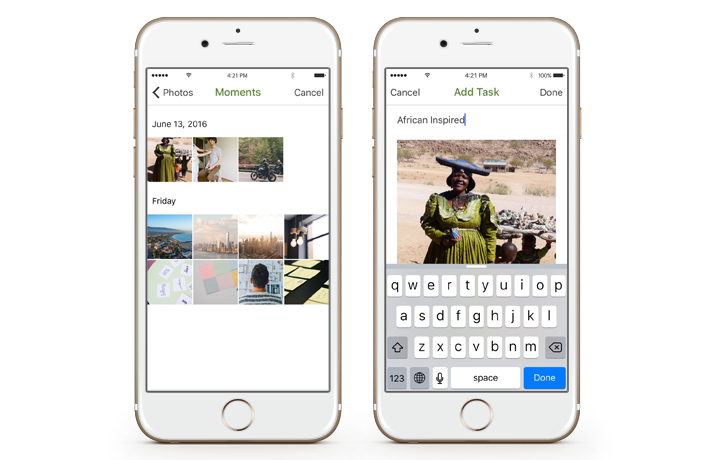 4:21 PM
Photos Moments Cancel
June 13, 2016
Friday
4:21 PM 100%
Cancel Add Task Done
African Inspired
q w e r t y u i o p
a s d f g h j k l
z x c v b n m
123 space Done